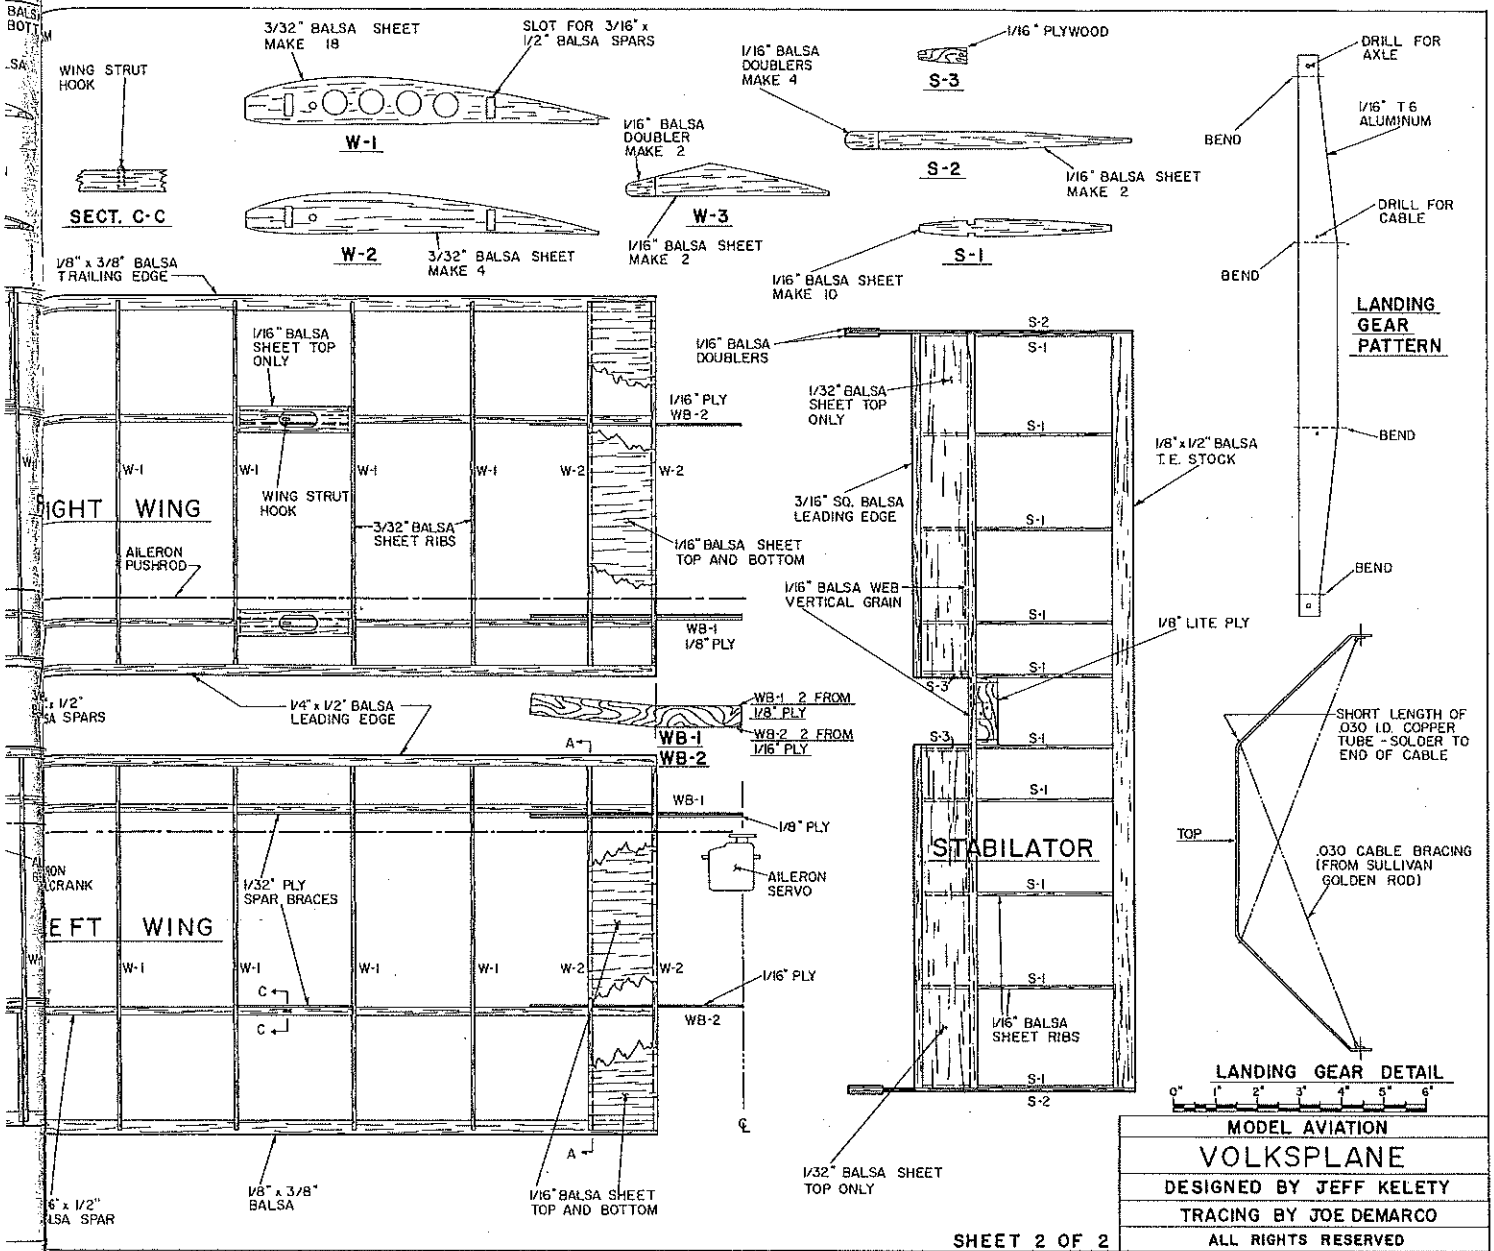 BALS
BOTTM
SA
WING STRUT
HOOK
SECT. C-C
3/32" BALSA SHEET
MAKE 18
SLOT FOR 3/16" x
1/2" BALSA SPARS
W-1
W-2
3/32" BALSA SHEET
MAKE 4
1/16" BALSA
DOUBLER
MAKE 2
W-3
1/16" BALSA SHEET
MAKE 2
1/16" BALSA
DOUBLERS
MAKE 4
1/16" PLYWOOD
S-3
S-2
1/16" BALSA SHEET
MAKE 2
S-1
1/16" BALSA SHEET
MAKE 10
DRILL FOR
AXLE
BEND
1/16" T6
ALUMINUM
DRILL FOR
CABLE
BEND
LANDING
GEAR
PATTERN
BEND
BEND
1/8" x 3/8" BALSA
TRAILING EDGE
1/16" BALSA
SHEET TOP
ONLY
1/16" PLY
WB-2
W
W-1
W-1
W-1
W-1
W-2
W-2
IGHT WING
WING STRUT
HOOK
3/32" BALSA
SHEET RIBS
1/16" BALSA SHEET
TOP AND BOTTOM
AILERON
PUSHROD
WB-1
1/8" PLY
x 1/2"
SA SPARS
1/4" x 1/2" BALSA
LEADING EDGE
WB-1 2 FROM
1/8" PLY
WB-2 2 FROM
1/16" PLY
WB-1
WB-2
A
WB-1
1/8" PLY
AILERON
SERVO
RON
LCRANK
1/32" PLY
SPAR BRACES
EFT WING
W
W-1
W-1
W-1
W-1
W-2
W-2
C
C
1/16" PLY
WB-2
A
℄
6" x 1/2"
LSA SPAR
1/8" x 3/8"
BALSA
1/16" BALSA SHEET
TOP AND BOTTOM
1/16" BALSA
DOUBLERS
S-2
S-1
1/32" BALSA
SHEET TOP
ONLY
S-1
1/8" x 1/2" BALSA
T.E. STOCK
3/16" SQ. BALSA
LEADING EDGE
S-1
1/16" BALSA WEB
VERTICAL GRAIN
S-1
1/8" LITE PLY
S-1
S-3
S-3
S-1
S-1
STABILATOR
S-1
S-1
1/16" BALSA
SHEET RIBS
S-1
S-2
1/32" BALSA SHEET
TOP ONLY
SHORT LENGTH OF
.030 I.D. COPPER
TUBE - SOLDER TO
END OF CABLE
TOP
.030 CABLE BRACING
(FROM SULLIVAN
GOLDEN ROD)
LANDING GEAR DETAIL
0" 1" 2" 3" 4" 5" 6"
MODEL AVIATION
VOLKSPLANE
DESIGNED BY JEFF KELETY
TRACING BY JOE DEMARCO
ALL RIGHTS RESERVED
SHEET 2 OF 2